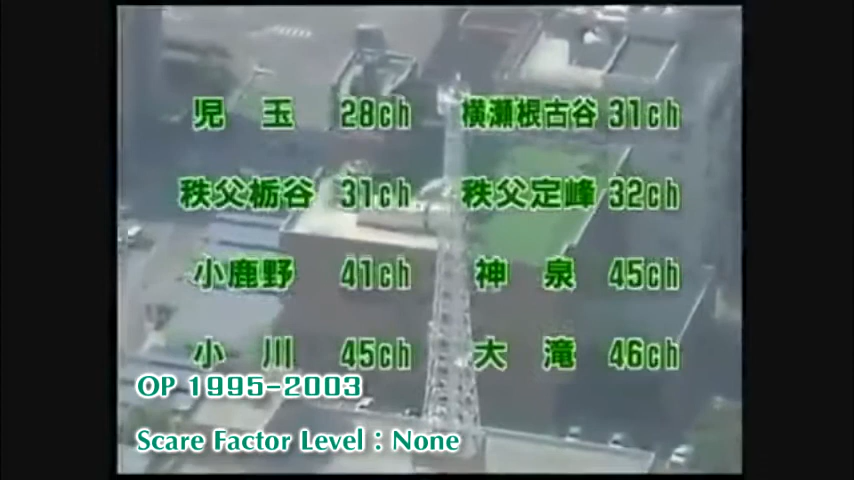 児玉 28ch 横瀬根古谷 31ch
秩父栃谷 31ch 秩父定峰 32ch
小鹿野 41ch 神泉 45ch
小川 45ch 大滝 46ch
OP 1995-2003
Scare Factor Level : None